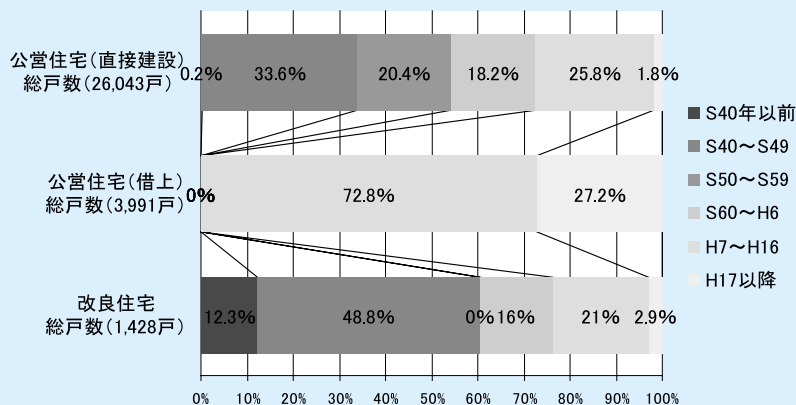 公営住宅（直接建設）
総戸数（26,043戸）
0.2% 33.6% 20.4% 18.2% 25.8% 1.8%
公営住宅（借上）
総戸数（3,991戸）
0% 72.8% 27.2%
改良住宅
総戸数（1,428戸）
12.3% 48.8% 0% 16% 21% 2.9%
0% 10% 20% 30% 40% 50% 60% 70% 80% 90% 100%
S40年以前
S40～S49
S50～S59
S60～H6
H7～H16
H17以降